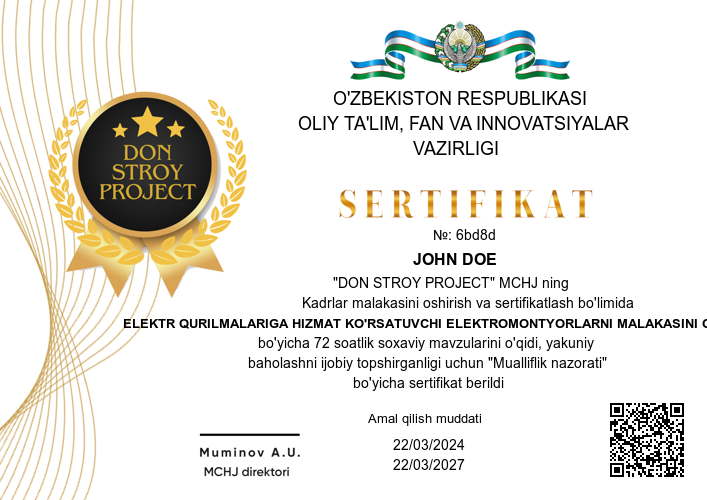 O'ZBEKISTON RESPUBLIKASI
OLIY TA'LIM, FAN VA INNOVATSIYALAR
VAZIRLIGI
DON
STROY
PROJECT
SERTIFIKAT
№: 6bd8d
JOHN DOE
"DON STROY PROJECT" MCHJ ning
Kadrlar malakasini oshirish va sertifikatlash bo'limida
ELEKTR QURILMALARIGA HIZMAT KO'RSATUVCHI ELEKTROMONTYORLARNI MALAKASINI
bo'yicha 72 soatlik soxaviy mavzularini o'qidi, yakuniy
baholashni ijobiy topshirganligi uchun "Mualliflik nazorati"
bo'yicha sertifikat berildi
Amal qilish muddati
22/03/2024
22/03/2027
Muminov A.U.
MCHJ direktori